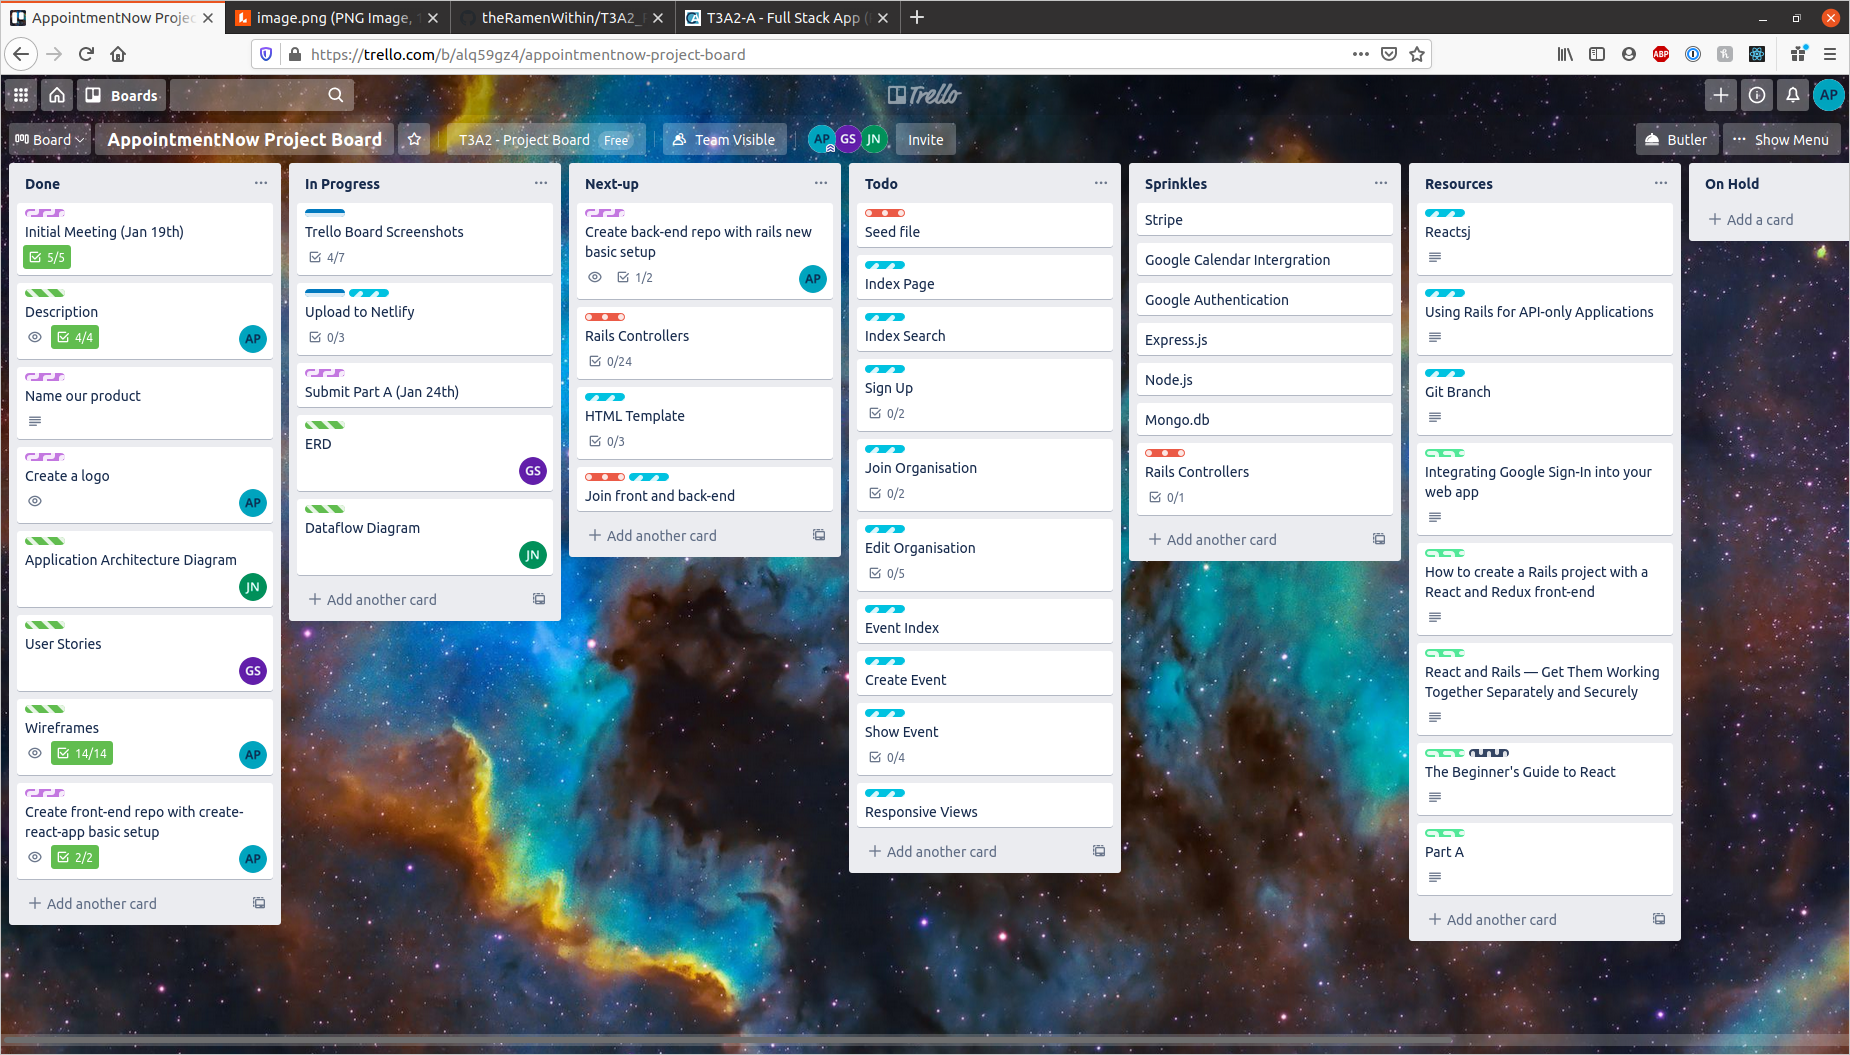 AppointmentNow Projec
image.png (PNG Image, 1
theRamenWithin/T3A2_
T3A2-A - Full Stack App (
https://trello.com/b/alq59gz4/appointmentnow-project-board
ABP
Boards
Trello
AP
Board
AppointmentNow Project Board
T3A2 - Project Board Free
Team Visible
AP GS JN
Invite
Butler
Show Menu
Done
Initial Meeting (Jan 19th)
5/5
Description
4/4
AP
Name our product
Create a logo
AP
Application Architecture Diagram
JN
User Stories
GS
Wireframes
14/14
AP
Create front-end repo with create-
react-app basic setup
2/2
AP
Add another card
In Progress
Trello Board Screenshots
4/7
Upload to Netlify
0/3
Submit Part A (Jan 24th)
ERD
GS
Dataflow Diagram
JN
Add another card
Next-up
Create back-end repo with rails new
basic setup
1/2
AP
Rails Controllers
0/24
HTML Template
0/3
Join front and back-end
Add another card
Todo
Seed file
Index Page
Index Search
Sign Up
0/2
Join Organisation
0/2
Edit Organisation
0/5
Event Index
Create Event
Show Event
0/4
Responsive Views
Add another card
Sprinkles
Stripe
Google Calendar Intergration
Google Authentication
Express.js
Node.js
Mongo.db
Rails Controllers
0/1
Add another card
Resources
Reactsj
Using Rails for API-only Applications
Git Branch
Integrating Google Sign-In into your
web app
How to create a Rails project with a
React and Redux front-end
React and Rails — Get Them Working
Together Separately and Securely
The Beginner's Guide to React
Part A
Add another card
On Hold
Add a card